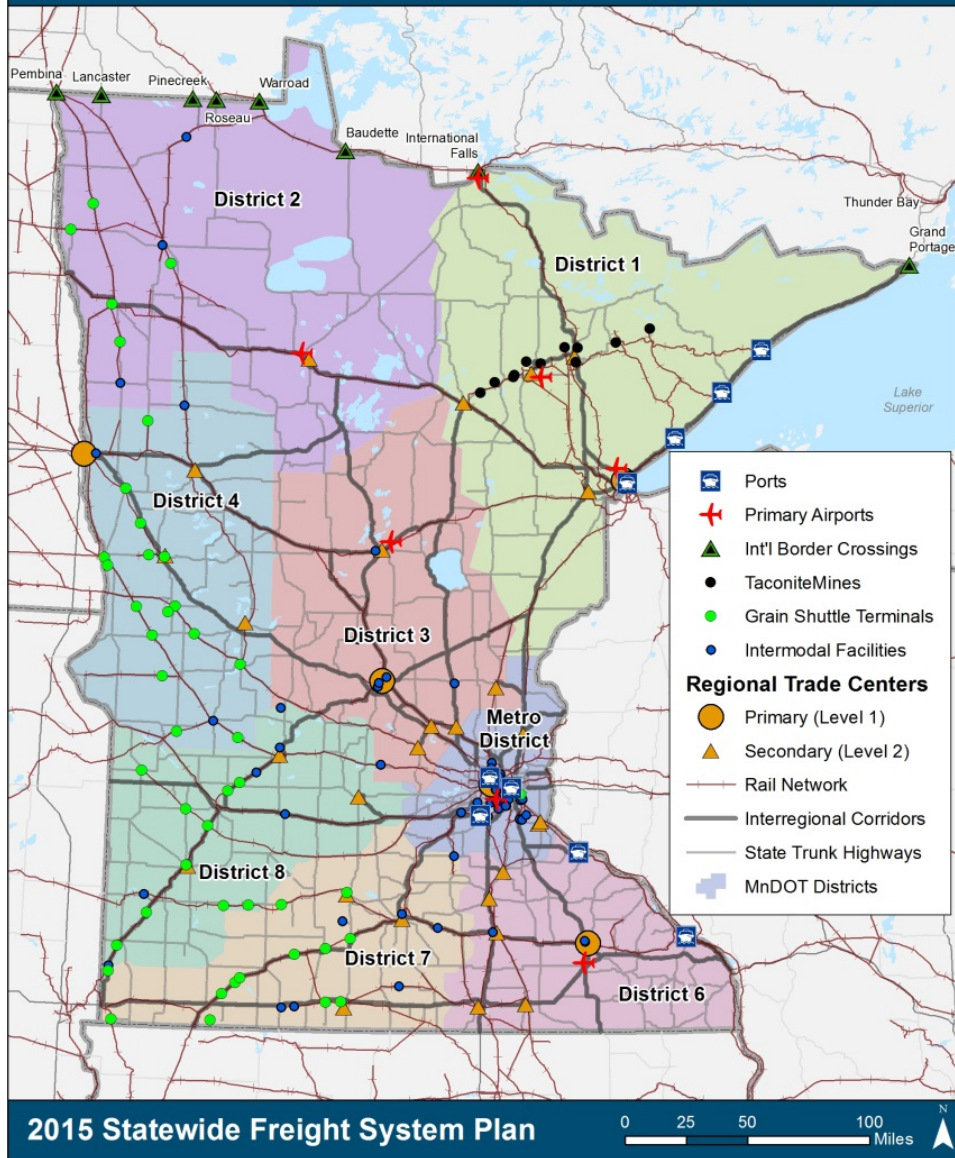 Pembina
Lancaster
Pinecreek
Warroad
Roseau
Baudette
International
Falls
Thunder Bay
Grand
Portage
District 2
District 1
Lake
Superior
District 4
District 3
Metro
District
District 8
District 7
District 6
Ports
Primary Airports
Int'l Border Crossings
TaconiteMines
Grain Shuttle Terminals
Intermodal Facilities
Regional Trade Centers
Primary (Level 1)
Secondary (Level 2)
Rail Network
Interregional Corridors
State Trunk Highways
MnDOT Districts
2015 Statewide Freight System Plan
0 25 50 100
Miles
N